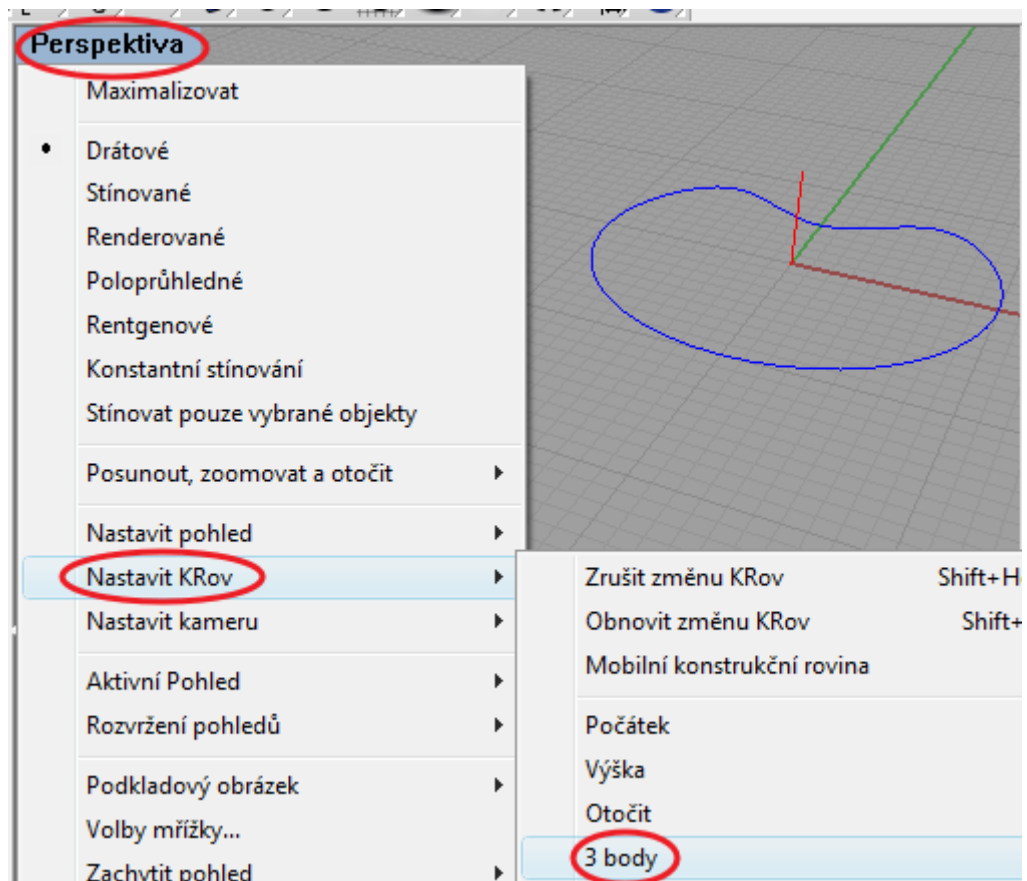 Perspektiva
Maximalizovat
Drátové
Stínované
Renderované
Poloprůhledné
Rentgenové
Konstantní stínování
Stínovat pouze vybrané objekty
Posunout, zoomovat a otočit
Nastavit pohled
Nastavit KRov
Nastavit kameru
Aktivní Pohled
Rozvržení pohledů
Podkladový obrázek
Volby mřížky...
Zachytit pohled
Zrušit změnu KRov Shift+H
Obnovit změnu KRov Shift+
Mobilní konstrukční rovina
Počátek
Výška
Otočit
3 body